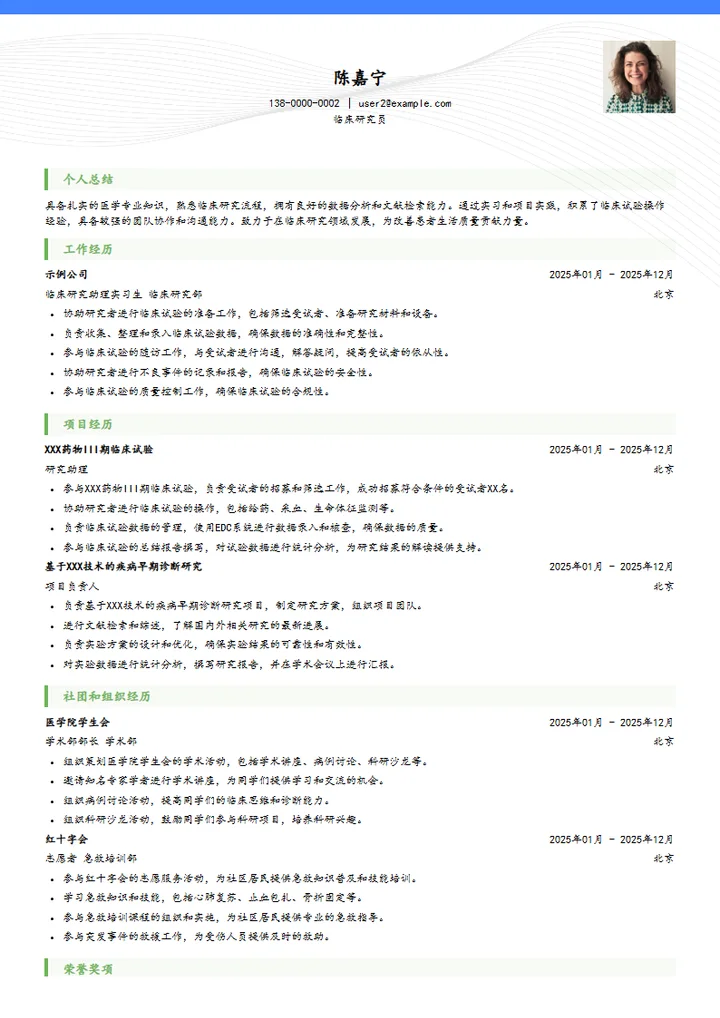 陈嘉宁
138-0000-0002 | user2@example.com
临床研究员
个人总结
具备扎实的医学专业知识，熟悉临床研究流程，拥有良好的数据分析和文献检索能力。通过实习和项目实践，积累了临床试验操作
经验，具备较强的团队协作和沟通能力。致力于在临床研究领域发展，为改善患者生活质量贡献力量。
工作经历
示例公司 2025年01月 - 2025年12月
临床研究助理实习生 临床研究部 北京
• 协助研究者进行临床试验的准备工作，包括筛选受试者、准备研究材料和设备。
• 负责收集、整理和录入临床试验数据，确保数据的准确性和完整性。
• 参与临床试验的随访工作，与受试者进行沟通，解答疑问，提高受试者的依从性。
• 协助研究者进行不良事件的记录和报告，确保临床试验的安全性。
• 参与临床试验的质量控制工作，确保临床试验的合规性。
项目经历
XXX药物III期临床试验 2025年01月 - 2025年12月
研究助理 北京
• 参与XXX药物III期临床试验，负责受试者的招募和筛选工作，成功招募符合条件的受试者XX名。
• 协助研究者进行临床试验的操作，包括给药、采血、生命体征监测等。
• 负责临床试验数据的管理，使用EDC系统进行数据录入和核查，确保数据的质量。
• 参与临床试验的总结报告撰写，对试验数据进行统计分析，为研究结果的解读提供支持。
基于XXX技术的疾病早期诊断研究 2025年01月 - 2025年12月
项目负责人 北京
• 负责基于XXX技术的疾病早期诊断研究项目，制定研究方案，组织项目团队。
• 进行文献检索和综述，了解国内外相关研究的最新进展。
• 负责实验方案的设计和优化，确保实验结果的可靠性和有效性。
• 对实验数据进行统计分析，撰写研究报告，并在学术会议上进行汇报。
社团和组织经历
医学院学生会 2025年01月 - 2025年12月
学术部部长 学术部 北京
• 组织策划医学院学生会的学术活动，包括学术讲座、病例讨论、科研沙龙等。
• 邀请知名专家学者进行学术讲座，为同学们提供学习和交流的机会。
• 组织病例讨论活动，提高同学们的临床思维和诊断能力。
• 组织科研沙龙活动，鼓励同学们参与科研项目，培养科研兴趣。
红十字会 2025年01月 - 2025年12月
志愿者 急救培训部 北京
• 参与红十字会的志愿服务活动，为社区居民提供急救知识普及和技能培训。
• 学习急救知识和技能，包括心肺复苏、止血包扎、骨折固定等。
• 参与急救培训课程的组织和实施，为社区居民提供专业的急救指导。
• 参与突发事件的救援工作，为受伤人员提供及时的救助。
荣誉奖项